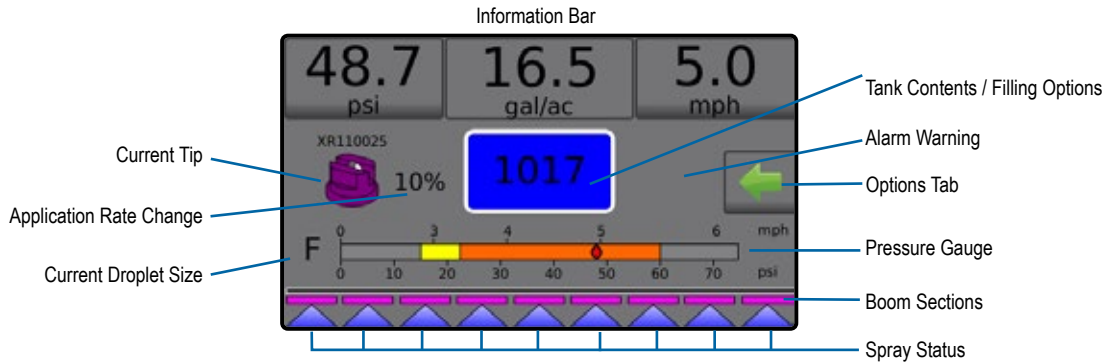 Information Bar
48.7 16.5 5.0
psi gal/ac mph
Tank Contents / Filling Options
XR110025
Alarm Warning
Current Tip
10% 1017
Options Tab
Application Rate Change
0 3 4 5 6 mph
F
Pressure Gauge
Current Droplet Size
0 10 20 30 40 50 60 70 psi
Boom Sections
Spray Status